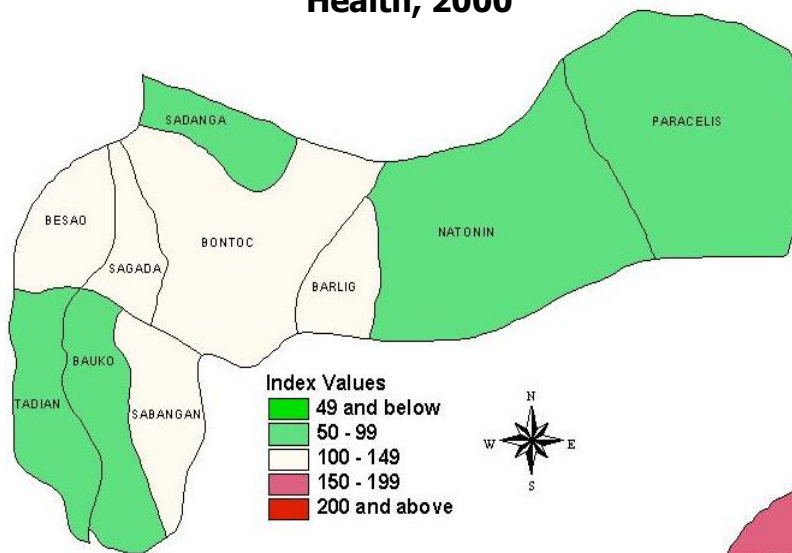 Health, 2000
SADANGA
PARACELIS
BESAO
BONTOC
NATONIN
SAGADA
BARLIG
BAUKO
TADIAN
SABANGAN
Index Values
49 and below
50 - 99
100 - 149
150 - 199
200 and above
N
W
E
S